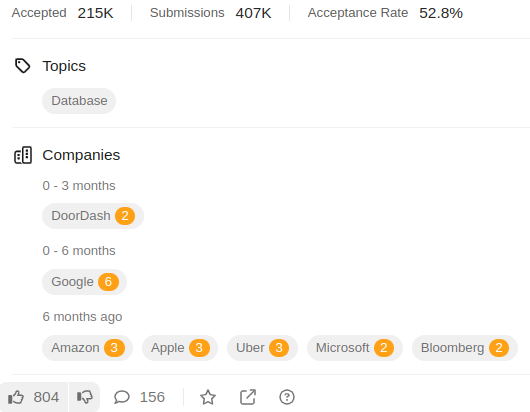 Accepted 215K Submissions 407K Acceptance Rate 52.8%
Topics
Database
Companies
0 - 3 months
DoorDash 2
0 - 6 months
Google 6
6 months ago
Amazon 3 Apple 3 Uber 3 Microsoft 2 Bloomberg 2
804 156